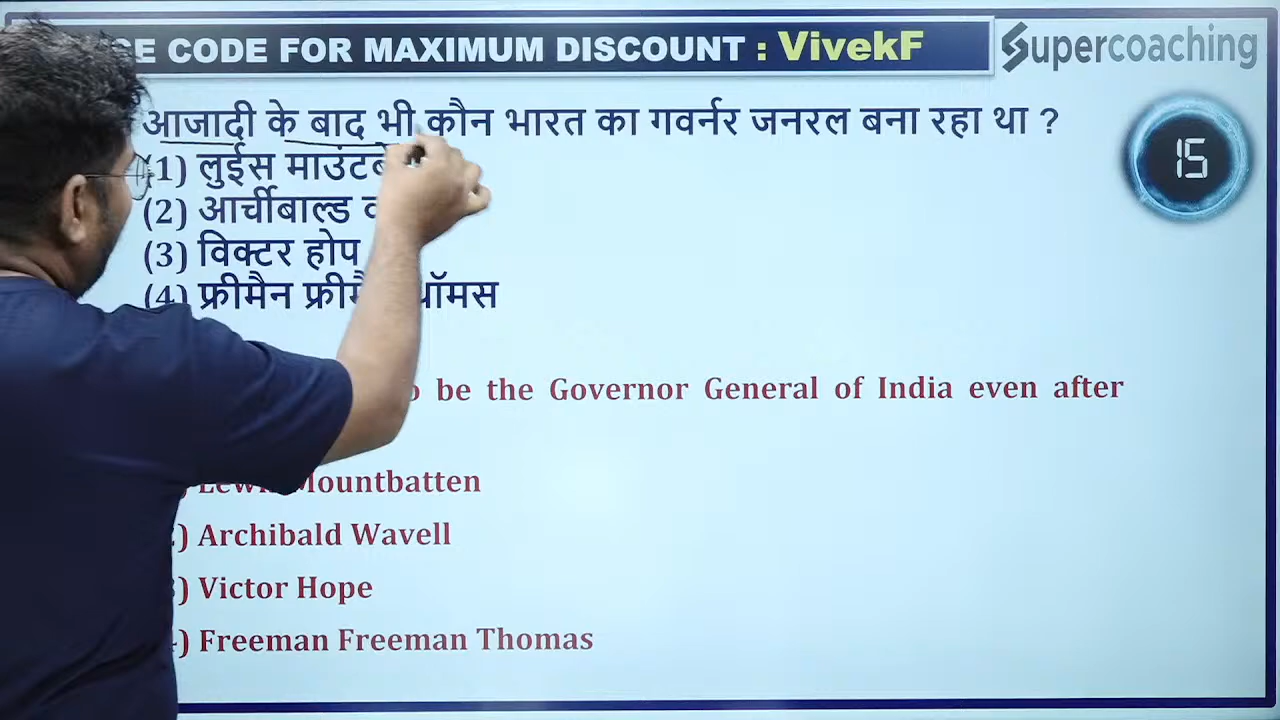 CODE FOR MAXIMUM DISCOUNT : VivekF
Supercoaching
आजादी के बाद भी कौन भारत का गवर्नर जनरल बना रहा था ?
15
(1) लुईस
(2) आर्चीबाल्ड
(3) विक्टर होप
(4) फ्रीमैन थॉमस
be the Governor General of India even after
Mountbatten
Archibald Wavell
Victor Hope
Freeman Freeman Thomas